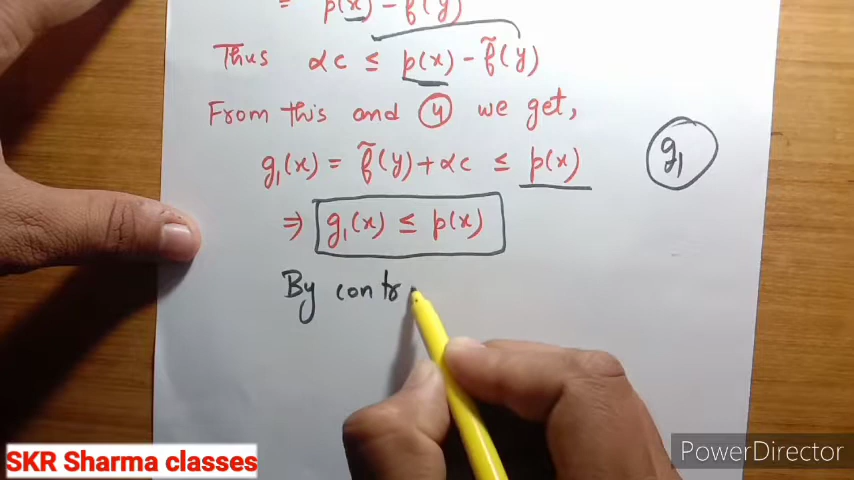 = p(x) - f̃(y)
Thus αc ≤ p(x) - f̃(y)
From this and ④ we get,
g₁(x) = f̃(y) + αc ≤ p(x)
g₁
⇒ g₁(x) ≤ p(x)
By contr
SKR Sharma classes
PowerDirector